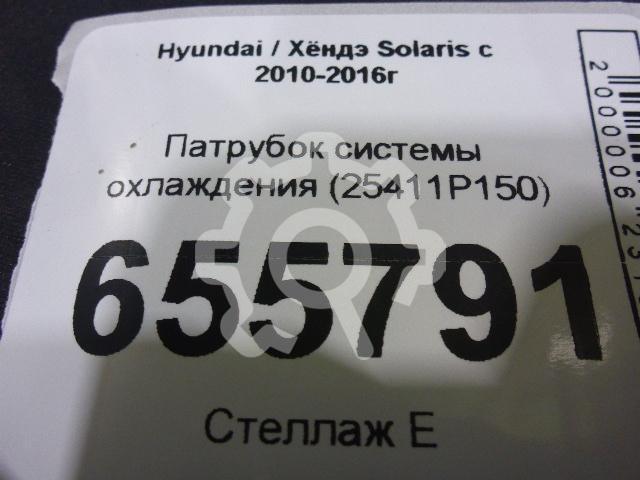 Hyundai / Хёндэ Solaris с
2010-2016г
Патрубок системы
охлаждения (25411P150)
655791
Стеллаж Е